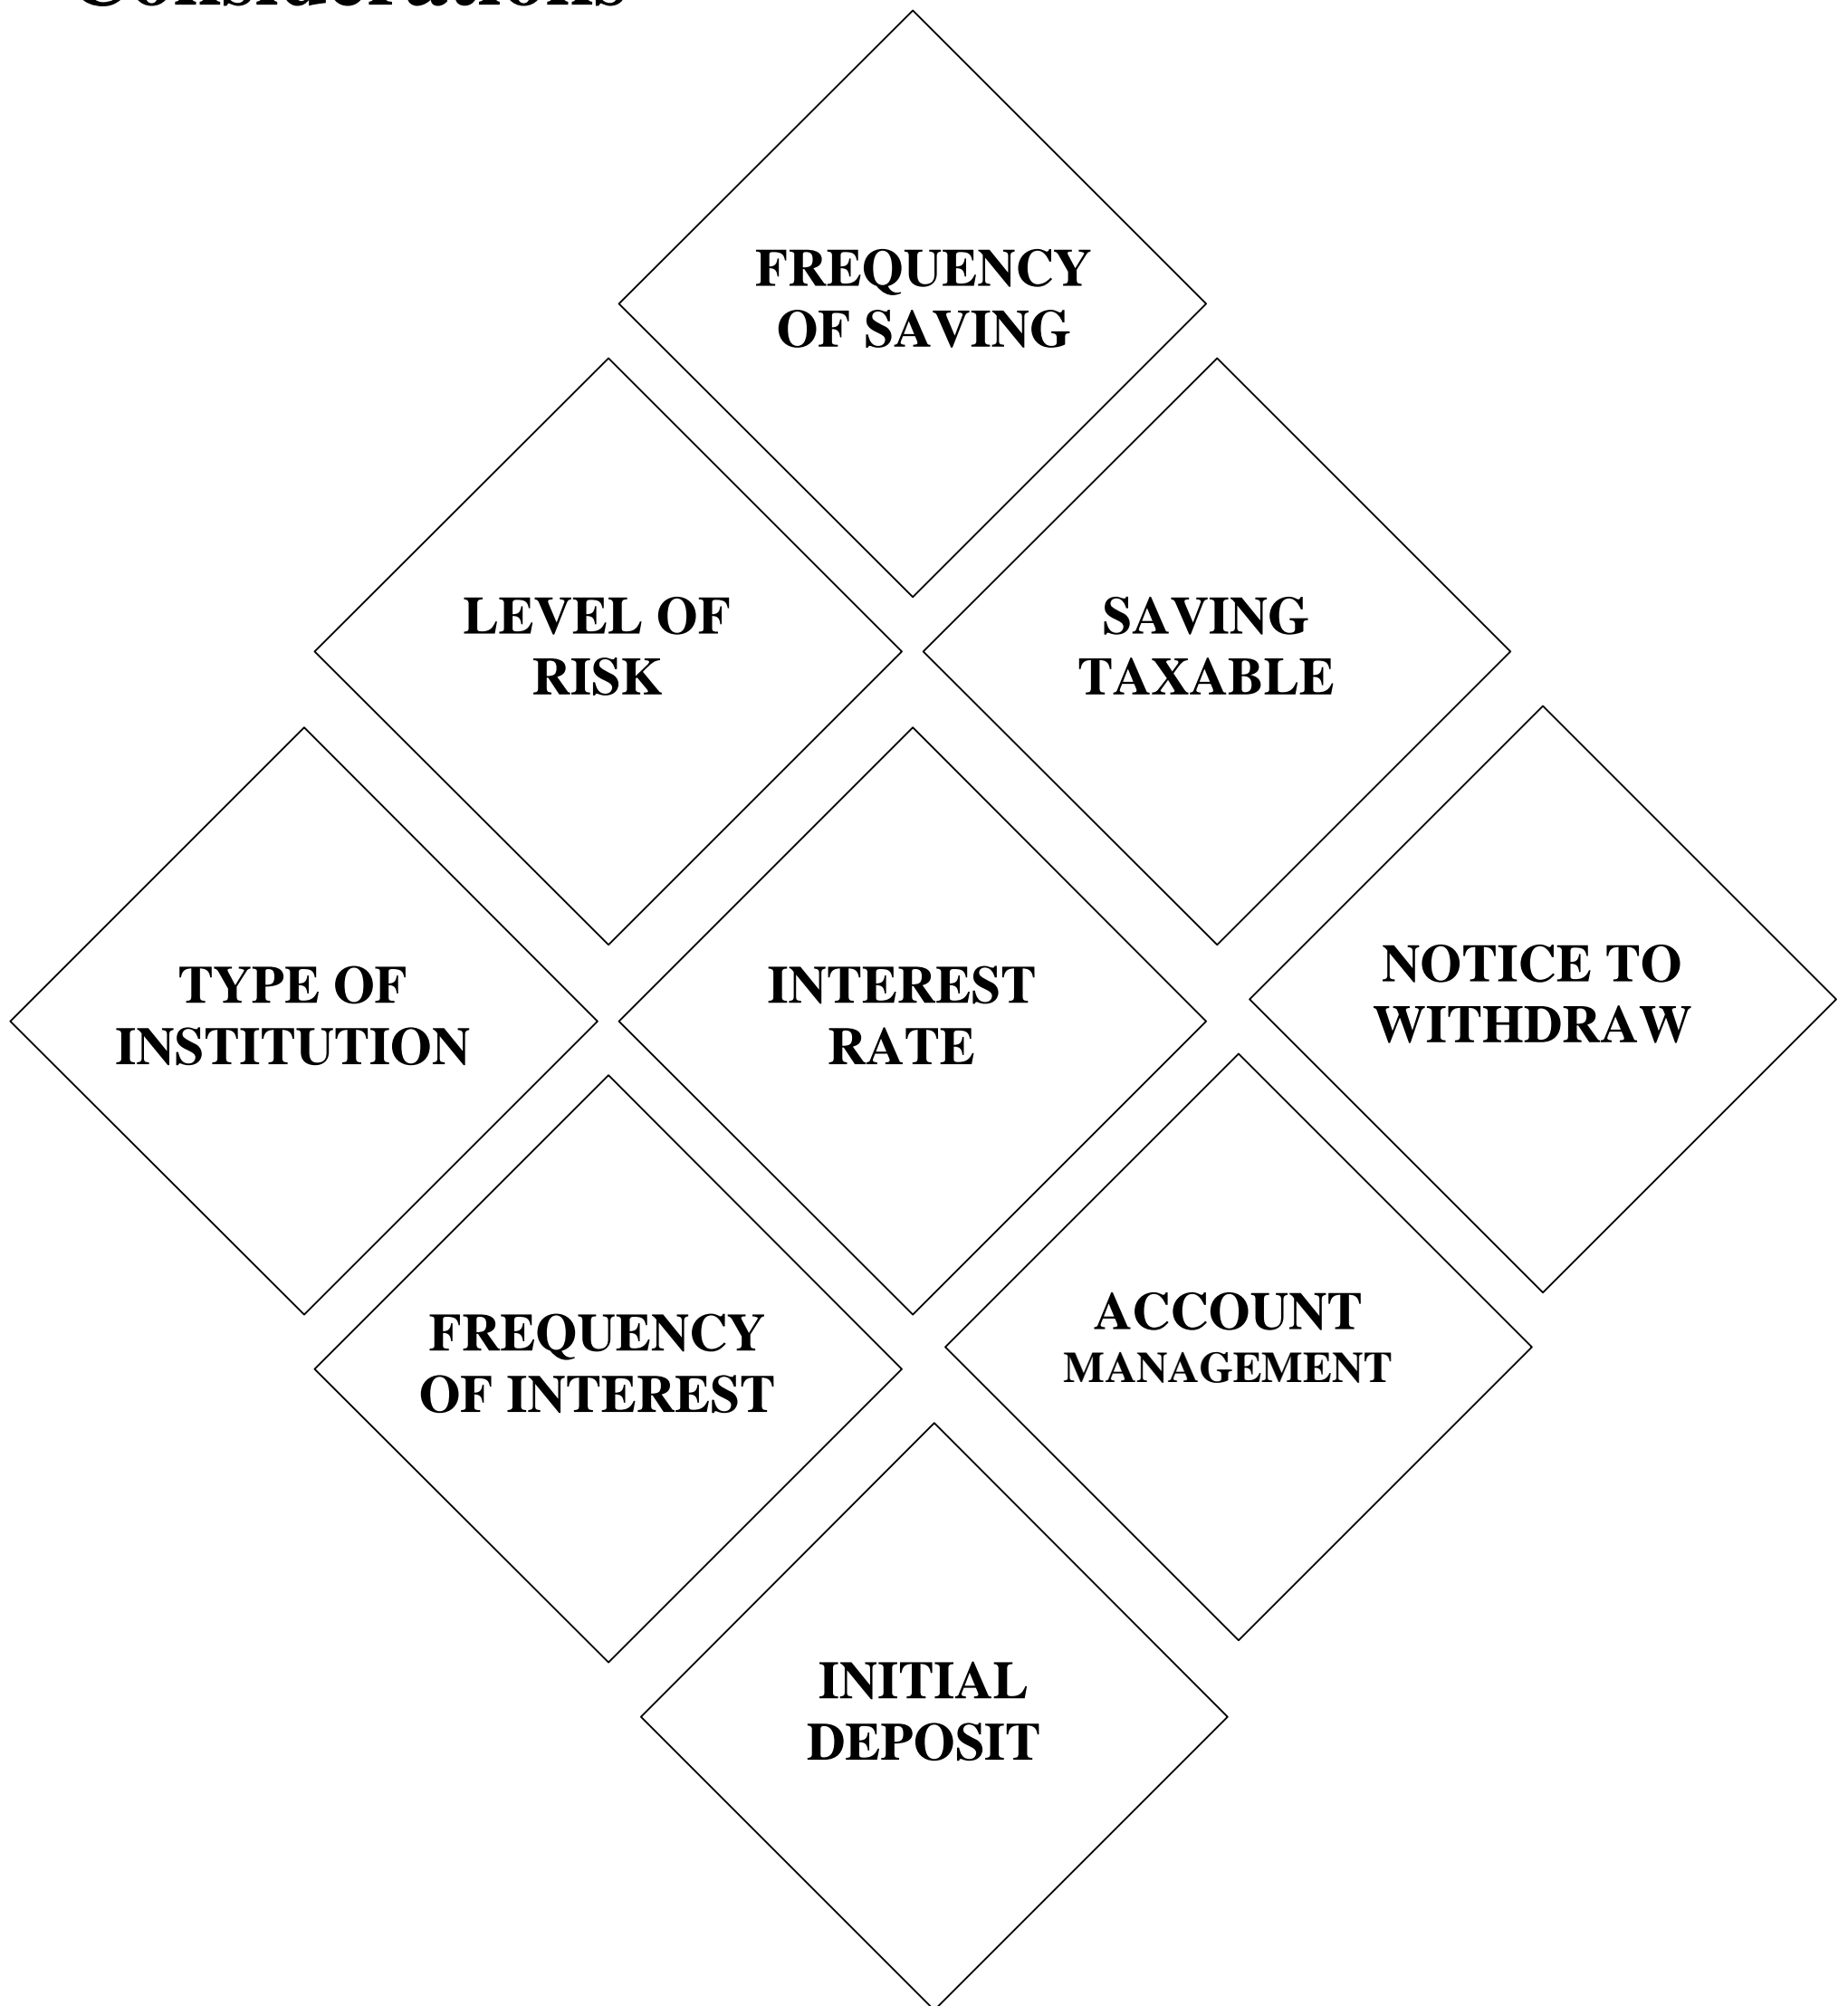 FREQUENCY
OF SAVING
LEVEL OF
RISK
SAVING
TAXABLE
TYPE OF
INSTITUTION
INTEREST
RATE
NOTICE TO
WITHDRAW
FREQUENCY
OF INTEREST
ACCOUNT
MANAGEMENT
INITIAL
DEPOSIT